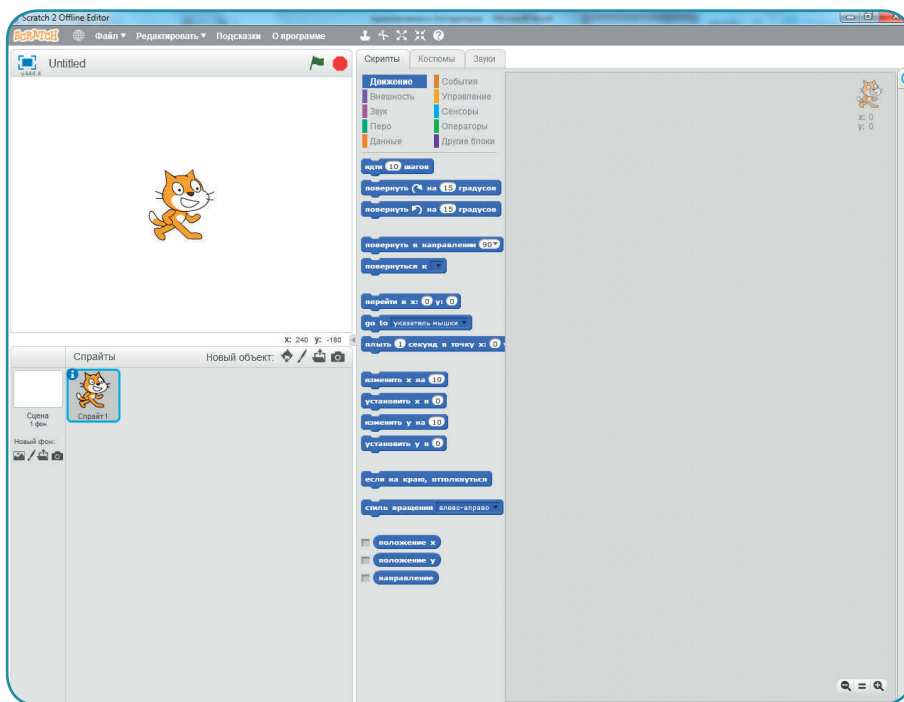 Scratch 2 Offline Editor
SCRATCH Файл Редактировать Подсказки О программе
Untitled
v444.4
X: 240 y: -180
Спрайты Новый объект:
Сцена
1 фон
Новый фон:
Спрайт1
Скрипты Костюмы Звуки
Движение События
Внешность Управление
Звук Сенсоры
Перо Операторы
Данные Другие блоки
идти 10 шагов
повернуть на 15 градусов
повернуть на 15 градусов
повернуть в направлении 90
повернуться к
перейти в x: 0 y: 0
go to указатель мышки
плыть 1 секунд в точку x: 0
изменить x на 10
установить x в 0
изменить y на 10
установить y в 0
если на краю, оттолкнуться
стиль вращения влево-вправо
положение x
положение y
направление
x: 0
y: 0